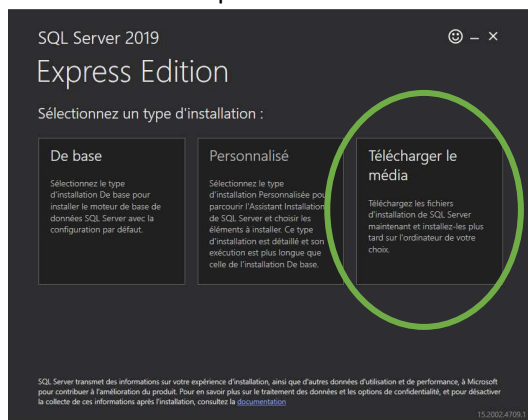 SQL Server 2019
Express Edition
Sélectionnez un type d'installation :
De base
Sélectionnez le type
d'installation De base pour
installer le moteur de base de
données SQL Server avec la
configuration par défaut.
Personnalisé
Sélectionnez le type
d'installation Personnalisée pour
parcourir l'Assistant Installation
de SQL Server et choisir les
éléments à installer. Ce type
d'installation est détaillé et son
exécution est plus longue que
celle de l'installation De base.
Télécharger le
média
Téléchargez les fichiers
d'installation de SQL Server
maintenant et installez-les plus
tard sur l'ordinateur de votre
choix.
SQL Server transmet des informations sur votre expérience d'installation, ainsi que d'autres données d'utilisation et de performance, à Microsoft
pour contribuer à l'amélioration du produit. Pour en savoir plus sur le traitement des données et les options de confidentialité, et pour désactiver
la collecte de ces informations après l'installation, consultez la documentation
15.2002.4709.1